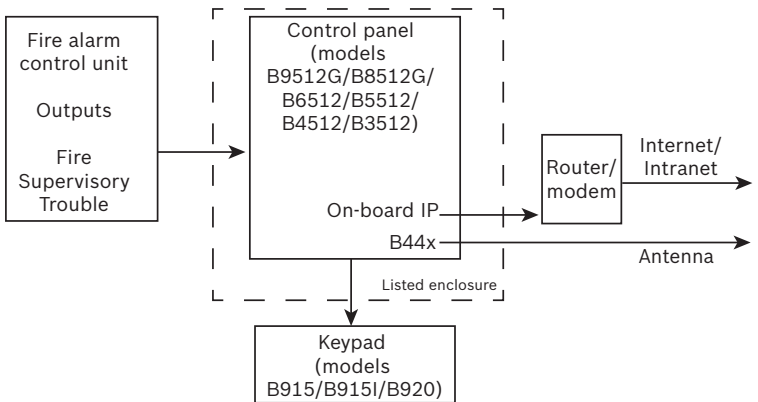 Fire alarm
control unit
Outputs
Fire
Supervisory
Trouble
Control panel
(models
B9512G/B8512G/
B6512/B5512/
B4512/B3512)
On-board IP
B44x
Listed enclosure
Router/
modem
Internet/
Intranet
Antenna
Keypad
(models
B915/B915I/B920)